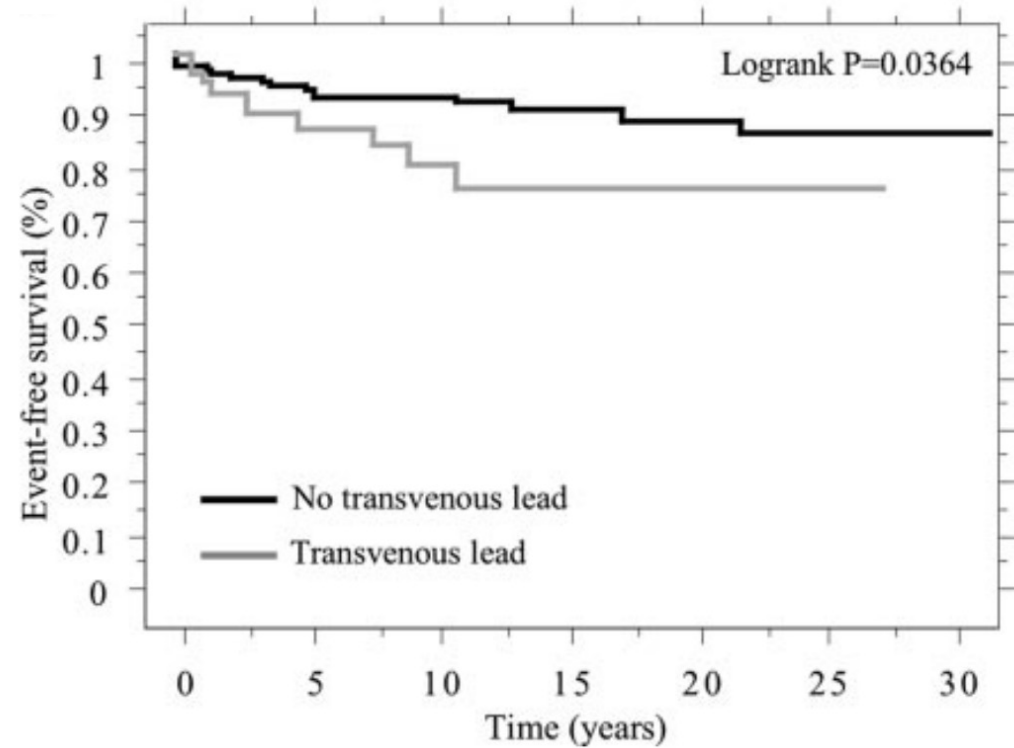 Logrank P=0.0364
Event-free survival (%)
1
0.9
0.8
0.7
0.6
0.5
0.4
0.3
0.2
0.1
0
No transvenous lead
Transvenous lead
0 5 10 15 20 25 30
Time (years)